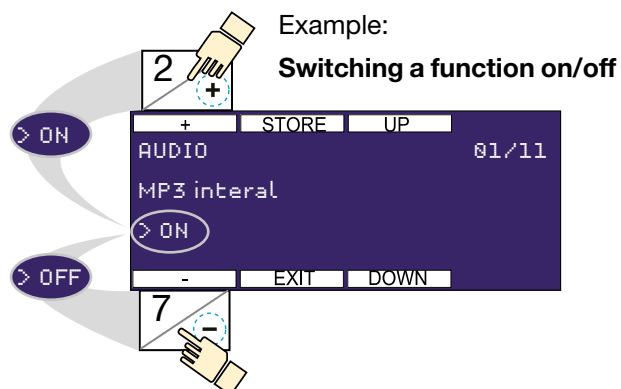 Example:
Switching a function on/off
2
+
> ON
+ STORE UP
AUDIO 01/11
MP3 interal
> ON
> OFF
- EXIT DOWN
7
-